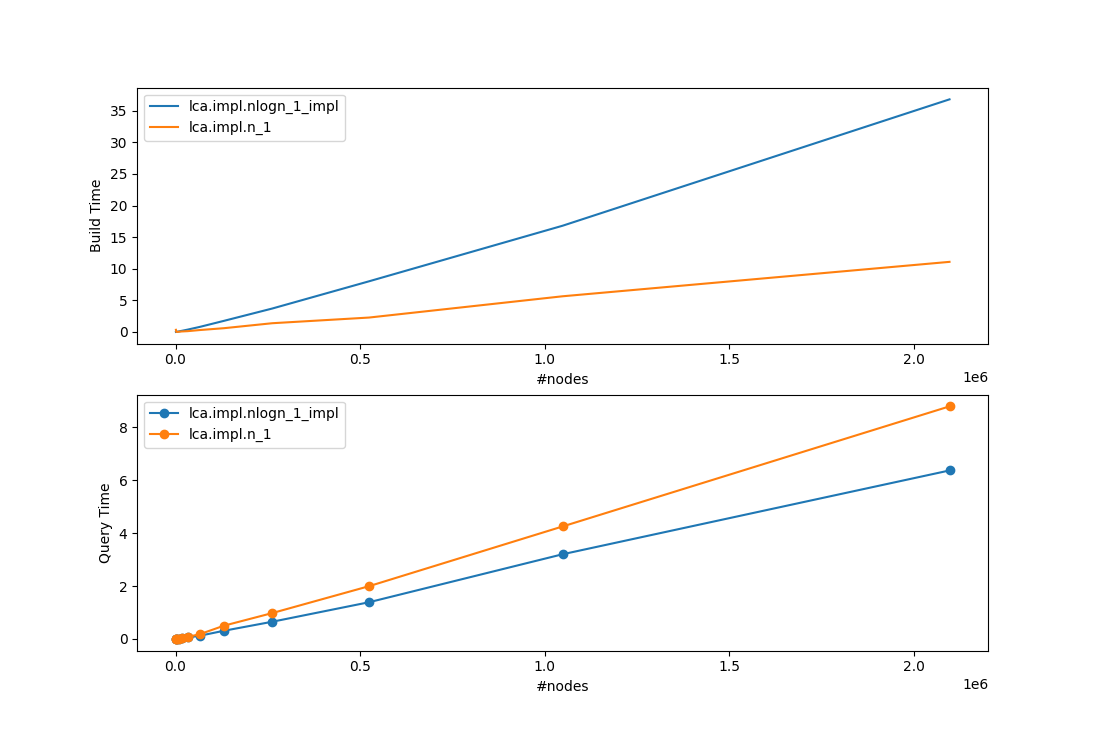 lca.impl.nlogn_1_impl
lca.impl.n_1
Build Time
35
30
25
20
15
10
5
0
0.0 0.5 1.0 1.5 2.0
1e6
#nodes
lca.impl.nlogn_1_impl
lca.impl.n_1
Query Time
8
6
4
2
0
0.0 0.5 1.0 1.5 2.0
1e6
#nodes